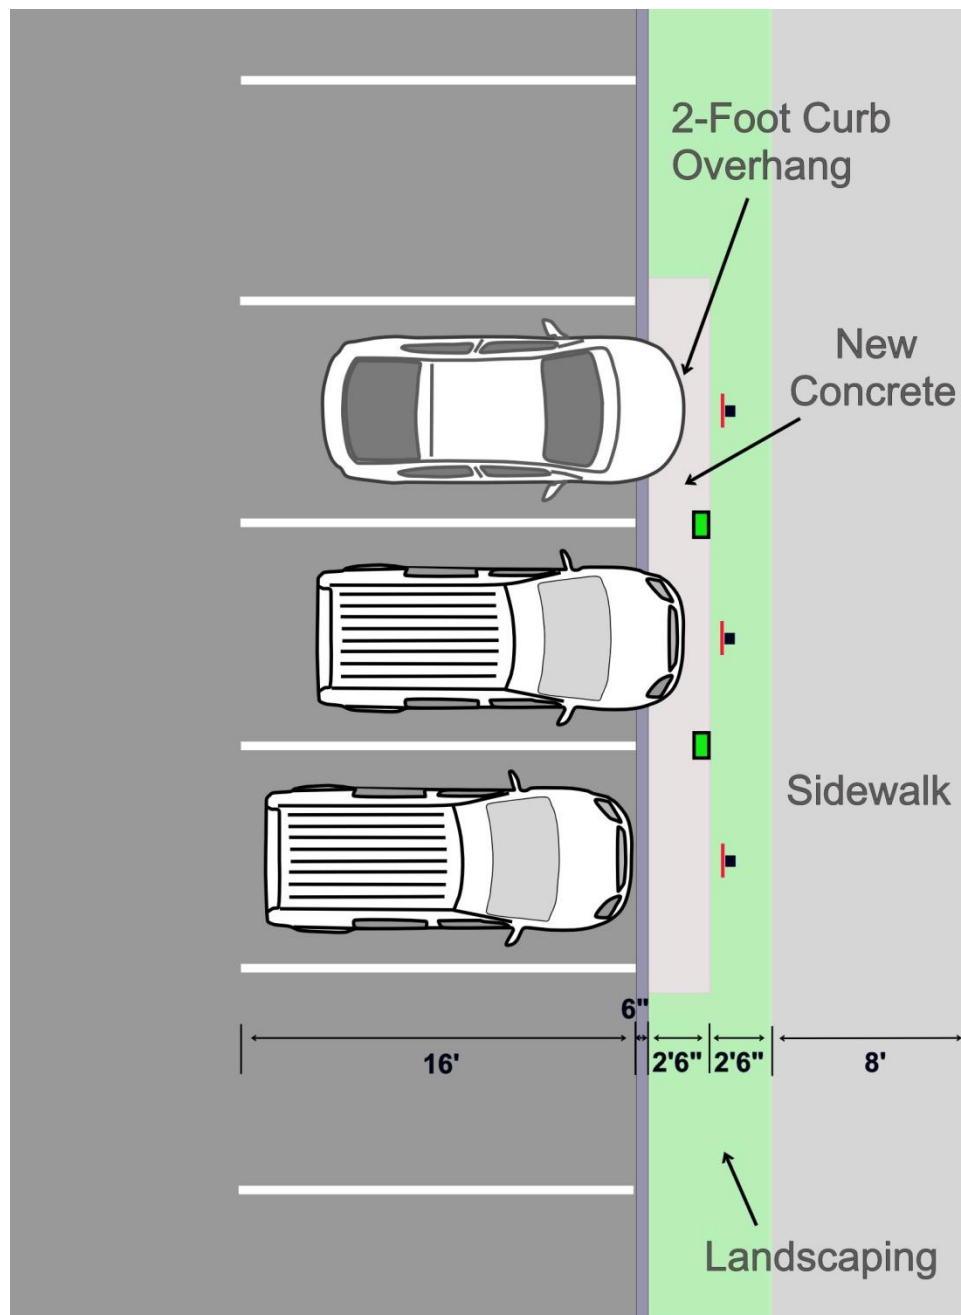 2-Foot Curb
Overhang
New
Concrete
Sidewalk
6"
16'
2'6"
2'6"
8'
Landscaping